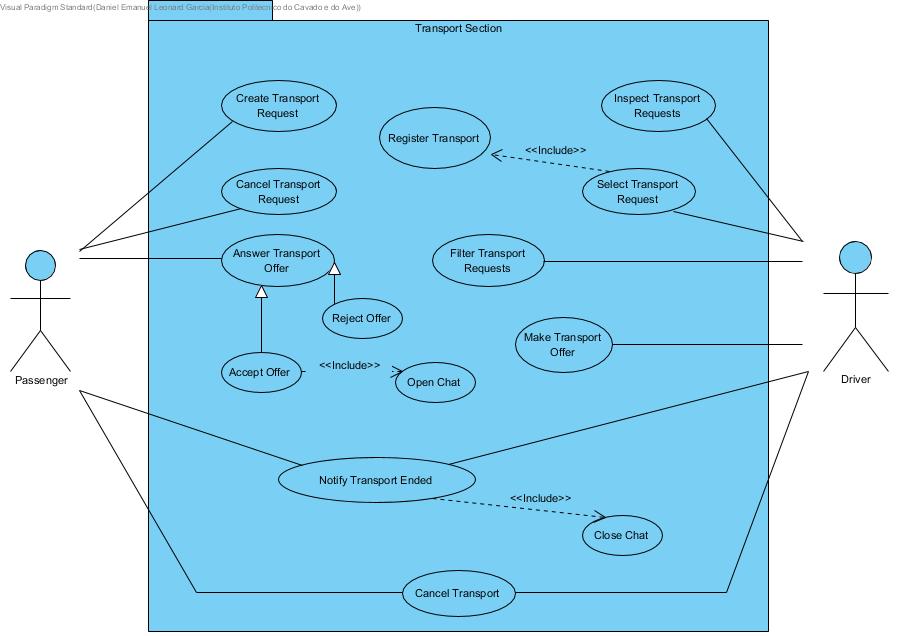 Visual Paradigm Standard(Daniel Emanuel Leonard Garcia(Instituto Politecnico do Cavado e do Ave))
Transport Section
Create Transport
Request
Inspect Transport
Requests
Register Transport
<<Include>>
Cancel Transport
Request
Select Transport
Request
Answer Transport
Offer
Filter Transport
Requests
Reject Offer
Make Transport
Offer
Passenger
Driver
Accept Offer
<<Include>>
Open Chat
Notify Transport Ended
<<Include>>
Close Chat
Cancel Transport